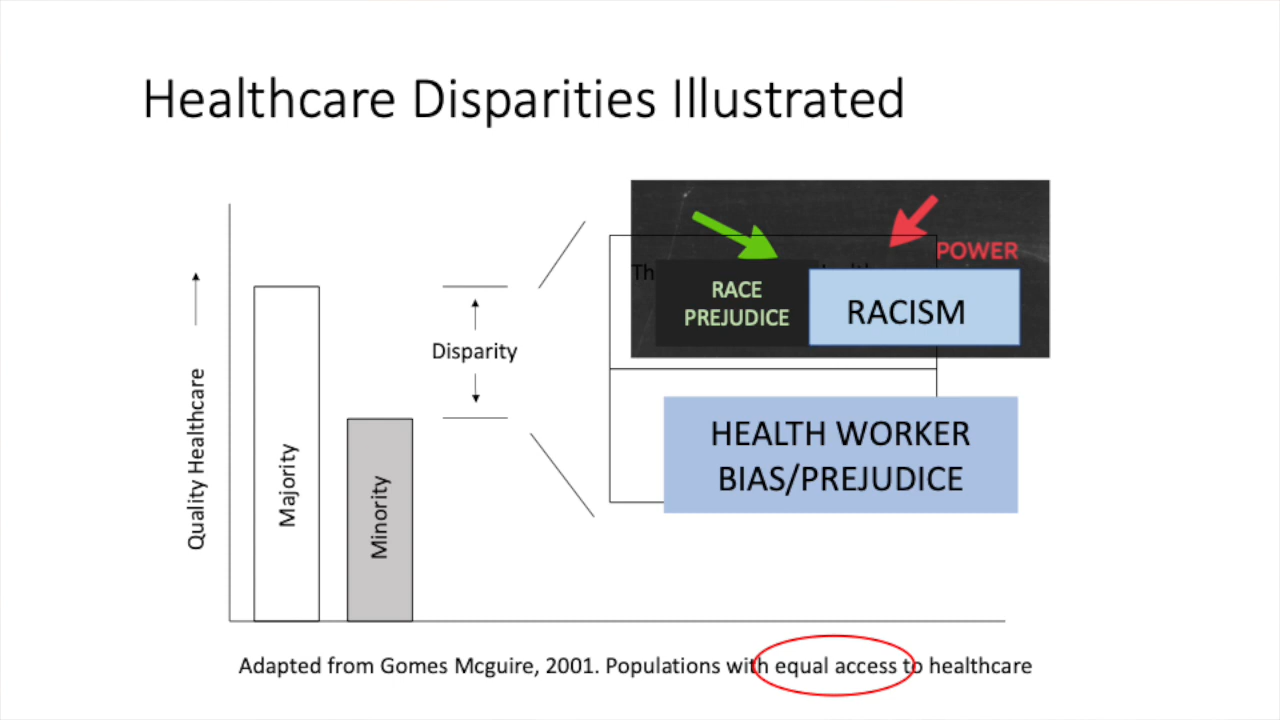 Healthcare Disparities Illustrated
POWER
Th
RACE
PREJUDICE
RACISM
Disparity
Quality Healthcare
Majority
Minority
HEALTH WORKER
BIAS/PREJUDICE
Adapted from Gomes Mcguire, 2001. Populations with equal access to healthcare